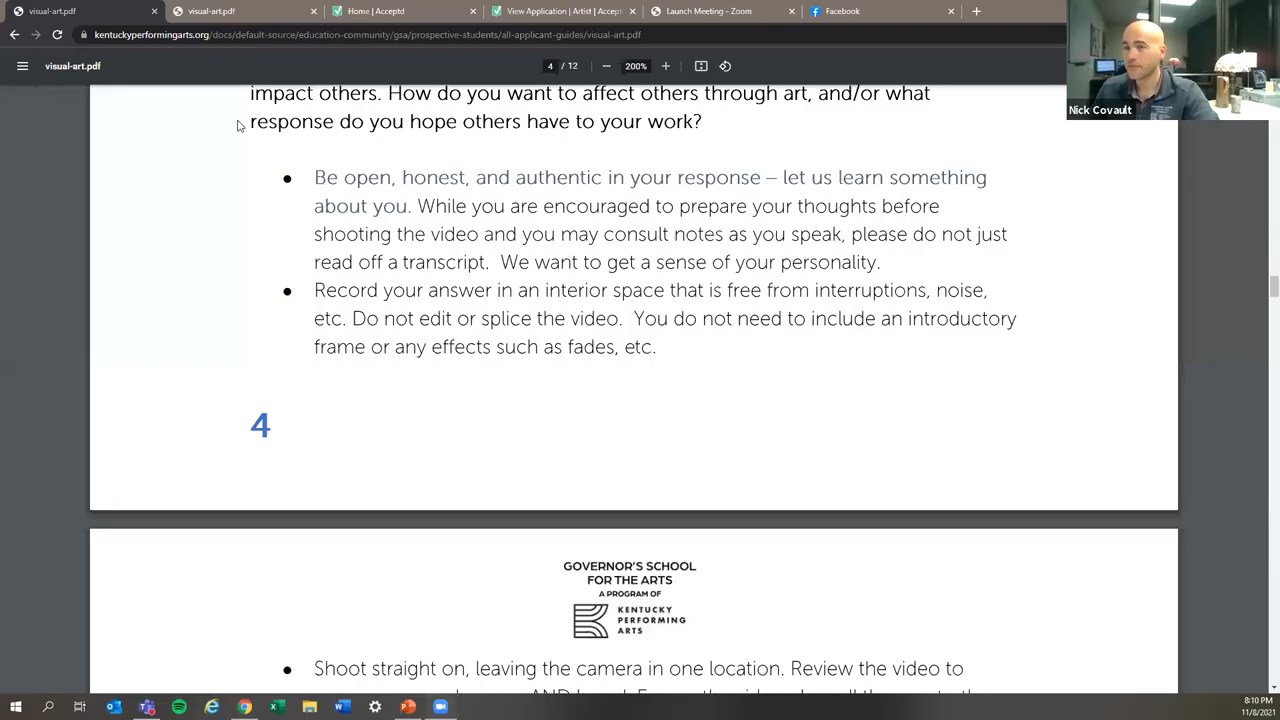 visual-art.pdf
visual-art.pdf
Home | Acceptd
View Application | Artist | Accept
Launch Meeting - Zoom
Facebook
kentuckyperformingarts.org/docs/default-source/education-community/gsa/prospective-students/all-applicant-guides/visual-art.pdf
visual-art.pdf
4 / 12
200%
Nick Covault
impact others. How do you want to affect others through art, and/or what
response do you hope others have to your work?
● Be open, honest, and authentic in your response – let us learn something
about you. While you are encouraged to prepare your thoughts before
shooting the video and you may consult notes as you speak, please do not just
read off a transcript. We want to get a sense of your personality.
● Record your answer in an interior space that is free from interruptions, noise,
etc. Do not edit or splice the video. You do not need to include an introductory
frame or any effects such as fades, etc.
4
GOVERNOR'S SCHOOL
FOR THE ARTS
A PROGRAM OF
KENTUCKY
PERFORMING
ARTS
● Shoot straight on, leaving the camera in one location. Review the video to
8:10 PM
11/8/2021